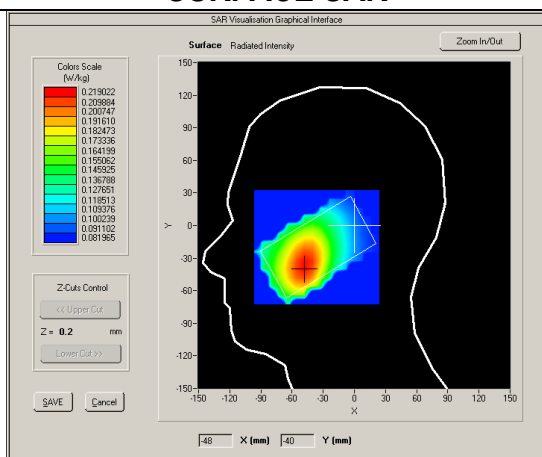 SAR Visualisation Graphical Interface
Surface Radiated Intensity
Zoom In/Out
Colors Scale
(W/kg)
0.219022
0.209884
0.200747
0.191610
0.182473
0.173336
0.164199
0.155062
0.145925
0.136788
0.127651
0.118513
0.109376
0.100239
0.091102
0.081965
150
120
90
60
30
0
-30
-60
-90
-120
-150
Y
-150 -120 -90 -60 -30 0 30 60 90 120 150
X
Z-Cuts Control
<< Upper Cut
Z = 0.2 mm
Lower Cut >>
SAVE Cancel
-48 X (mm) -40 Y (mm)